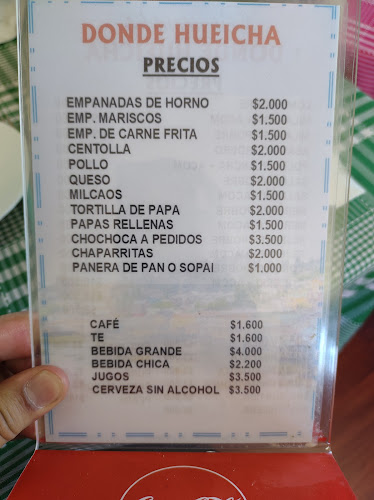 DONDE HUEICHA
PRECIOS
EMPANADAS DE HORNO $2.000
EMP. MARISCOS $1.500
EMP. DE CARNE FRITA $1.500
CENTOLLA $2.000
POLLO $1.500
QUESO $2.000
MILCAOS $1.500
TORTILLA DE PAPA $2.000
PAPAS RELLENAS $1.500
CHOCHOCA A PEDIDOS $3.500
CHAPARRITAS $2.000
PANERA DE PAN O SOPAI $1.000
CAFÉ $1.600
TE $1.600
BEBIDA GRANDE $4.000
BEBIDA CHICA $2.200
JUGOS $3.500
CERVEZA SIN ALCOHOL $3.500